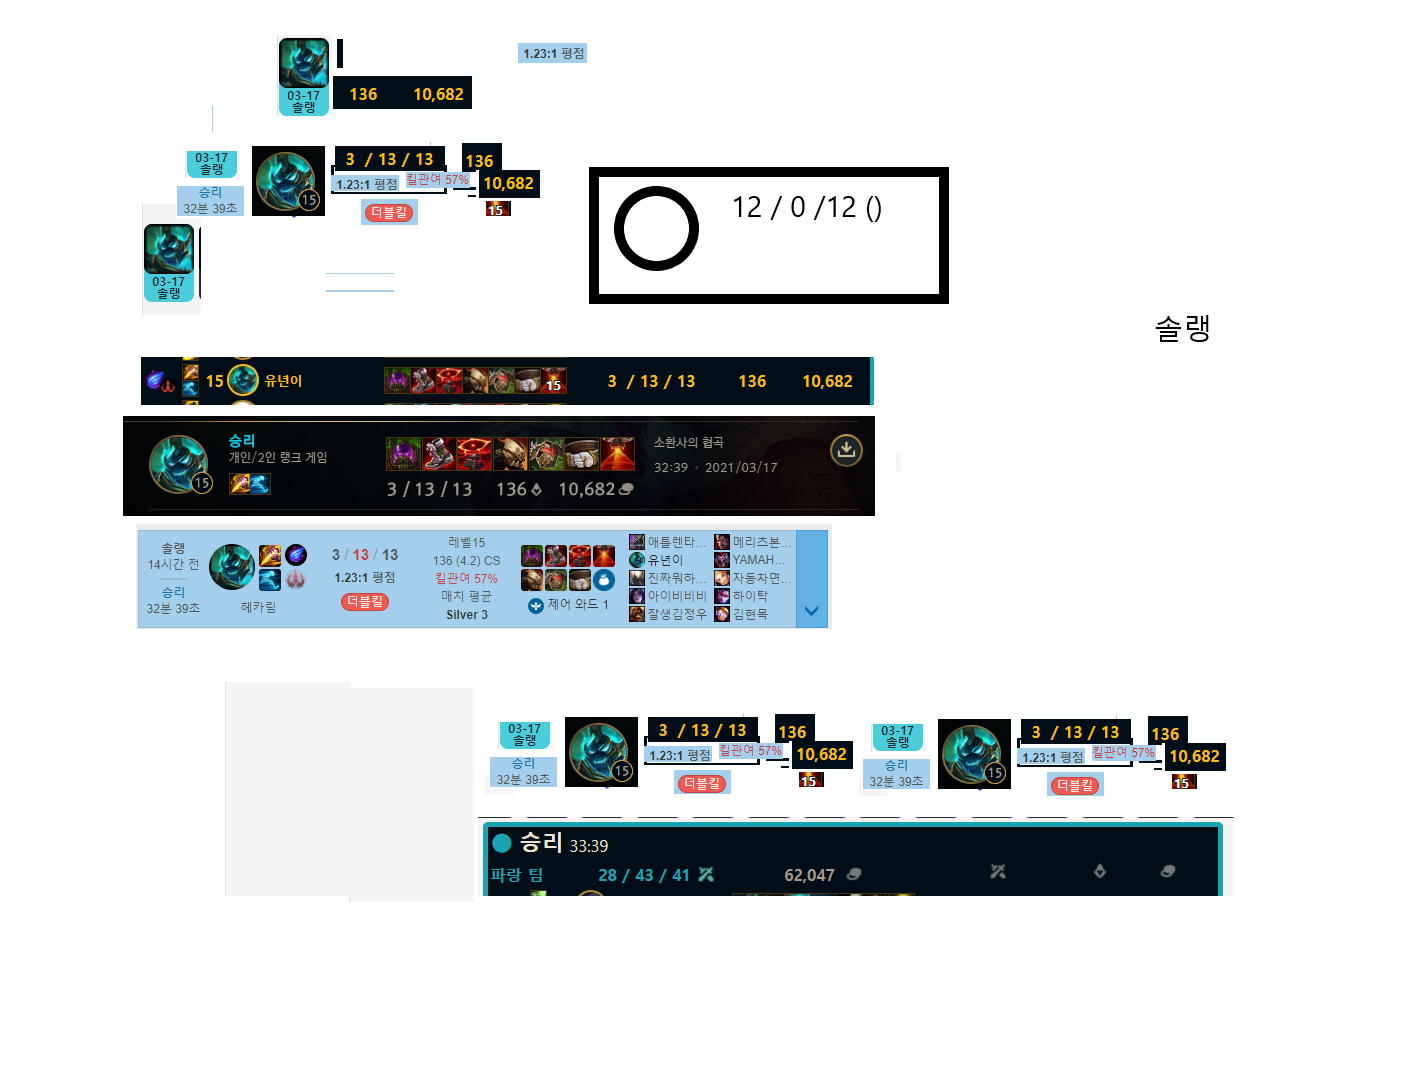 03-17
솔랭
1.23:1 평점
136 10,682
03-17
솔랭
승리
32분 39초
15
3 / 13 / 13
1.23:1 평점
킬관여 57%
더블킬
136
10,682
15
03-17
솔랭
12 / 0 /12 ()
솔랭
15 유년이 15 3 / 13 / 13 136 10,682
승리
개인/2인 랭크 게임
15
3 / 13 / 13 136 10,682
소환사의 협곡
32:39 • 2021/03/17
솔랭
14시간 전
승리
32분 39초
헤카림
3 / 13 / 13
1.23:1 평점
더블킬
레벨15
136 (4.2) CS
킬관여 57%
매치 평균
Silver 3
제어 와드 1
애틀렌타...
유년이
진짜뭐하...
아이비비비
잘생김정우
메리츠본...
YAMAH...
자동차면...
하이탁
김현목
03-17
솔랭
승리
32분 39초
15
3 / 13 / 13
1.23:1 평점
킬관여 57%
더블킬
136
10,682
15
03-17
솔랭
승리
32분 39초
15
3 / 13 / 13
1.23:1 평점
킬관여 57%
더블킬
136
10,682
15
승리 33:39
파랑 팀 28 / 43 / 41 62,047